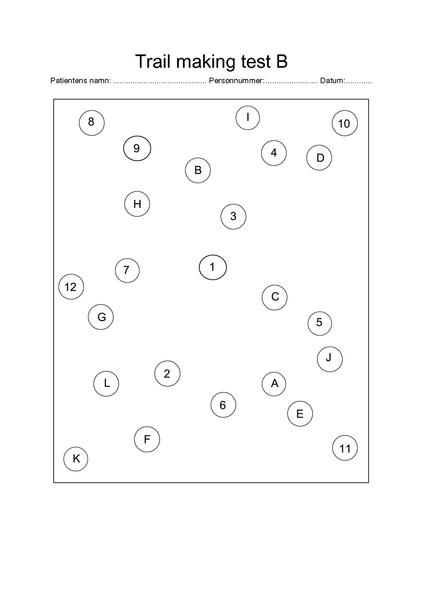 Trail making test B
Patientens namn: ........................................... Personnummer:........................ Datum:............
8 I 10
9 4 D
B
H 3
7 1
12 C
G 5
J
L 2 A
6 E
F 11
K